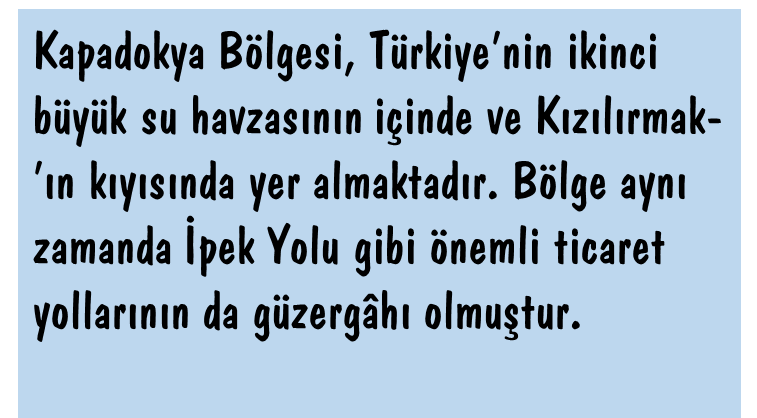 Kapadokya Bölgesi, Türkiye’nin ikinci
büyük su havzasının içinde ve Kızılırmak-
’ın kıyısında yer almaktadır. Bölge aynı
zamanda İpek Yolu gibi önemli ticaret
yollarının da güzergâhı olmuştur.